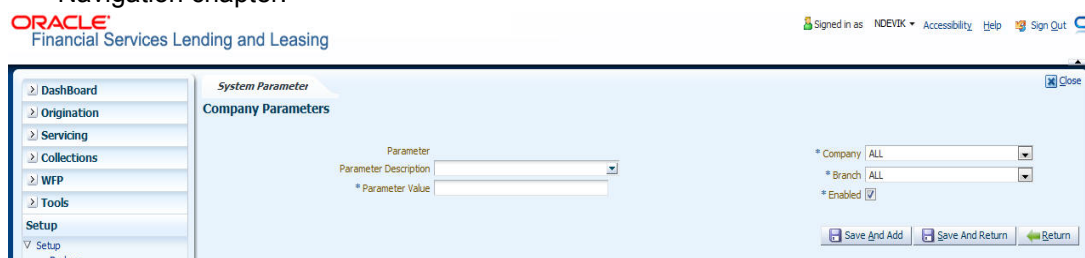 Navigation chapter.
ORACLE
Financial Services Lending and Leasing
Signed in as NDEVIK Accessibility Help Sign Out
DashBoard
Origination
Servicing
Collections
WFP
Tools
Setup
Setup
System Parameter
Close
Company Parameters
Parameter
Parameter Description
* Parameter Value
* Company ALL
* Branch ALL
* Enabled
Save And Add Save And Return Return